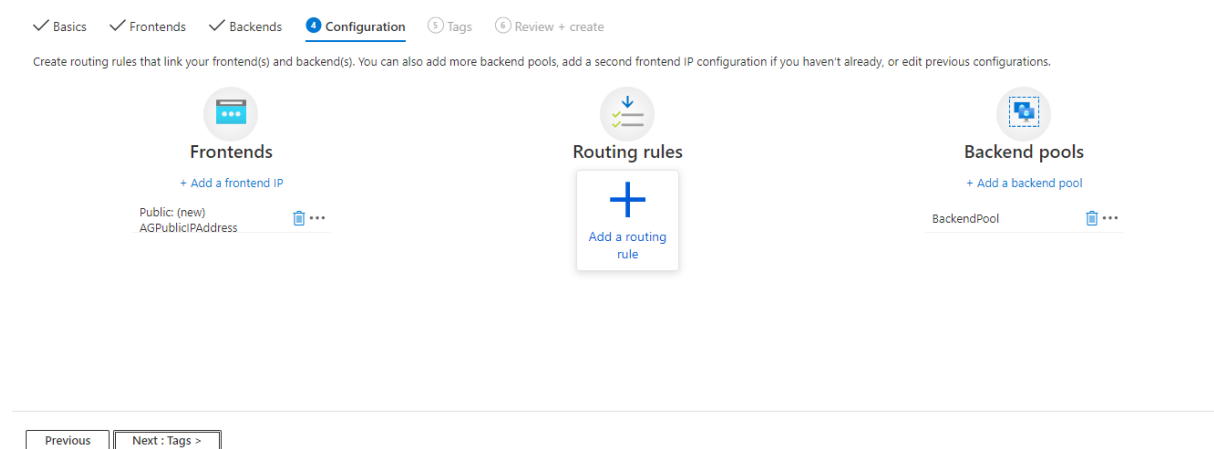 Basics Frontends Backends 4 Configuration 5 Tags 6 Review + create
Create routing rules that link your frontend(s) and backend(s). You can also add more backend pools, add a second frontend IP configuration if you haven't already, or edit previous configurations.
Frontends
+ Add a frontend IP
Public: (new)
AGPublicIPAddress
Routing rules
Add a routing
rule
Backend pools
+ Add a backend pool
BackendPool
Previous Next : Tags >